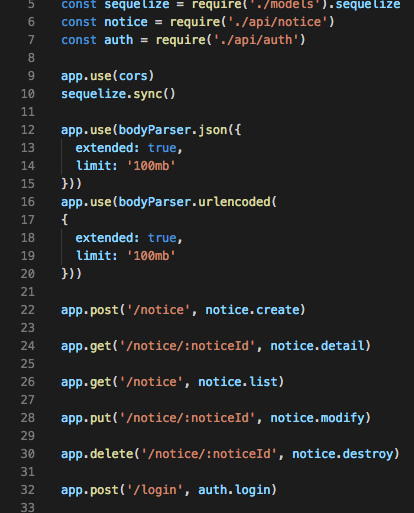 5 const sequelize = require('./models').sequelize
6 const notice = require('./api/notice')
7 const auth = require('./api/auth')
8
9 app.use(cors)
10 sequelize.sync()
11
12 app.use(bodyParser.json({
13   extended: true,
14   limit: '100mb'
15 }))
16 app.use(bodyParser.urlencoded(
17 {
18   extended: true,
19   limit: '100mb'
20 }))
21
22 app.post('/notice', notice.create)
23
24 app.get('/notice/:noticeId', notice.detail)
25
26 app.get('/notice', notice.list)
27
28 app.put('/notice/:noticeId', notice.modify)
29
30 app.delete('/notice/:noticeId', notice.destroy)
31
32 app.post('/login', auth.login)
33